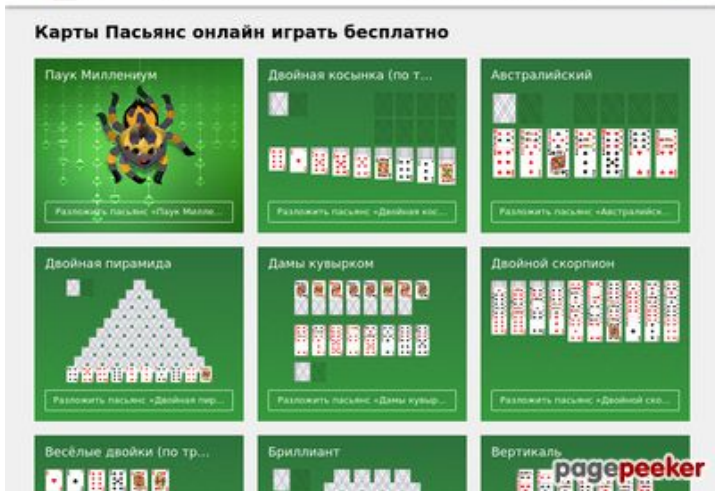 Карты Пасьянс онлайн играть бесплатно
Паук Миллениум
Двойная косынка (по т...
Австралийский
Разложить пасьянс «Паук Милле...
Разложить пасьянс «Двойная кос...
Разложить пасьянс «Австралийск...
Двойная пирамида
Дамы кувырком
Двойной скорпион
Разложить пасьянс «Двойная пир...
Разложить пасьянс «Дамы кувыр...
Разложить пасьянс «Двойной ско...
Весёлые двойки (по тр...
Бриллиант
Вертикаль
pagepeeker